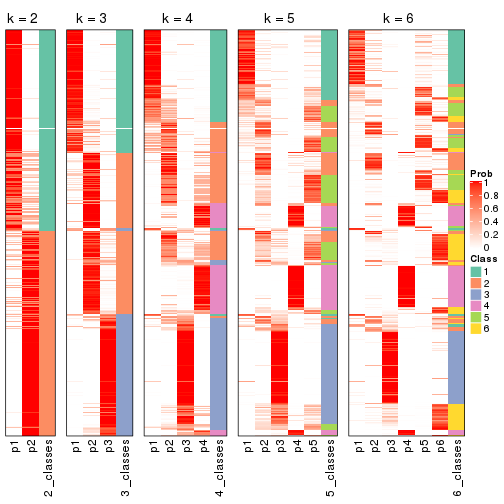 k = 2
k = 3
k = 4
k = 5
k = 6
p1
p2
2_classes
p1
p2
p3
3_classes
p1
p2
p3
p4
4_classes
p1
p2
p3
p4
p5
5_classes
p1
p2
p3
p4
p5
p6
6_classes
Prob
1
0.8
0.6
0.4
0.2
0
Class
1
2
3
4
5
6